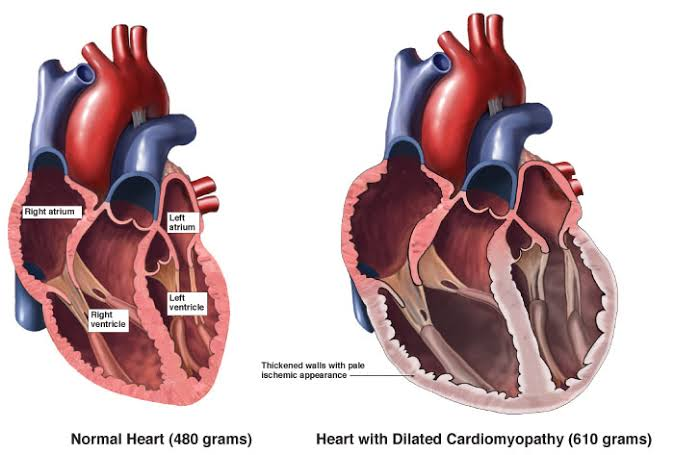 Right atrium
Left
atrium
Left
ventricle
Right
ventricle
Thickened walls with pale
ischemic appearance
Normal Heart (480 grams)
Heart with Dilated Cardiomyopathy (610 grams)